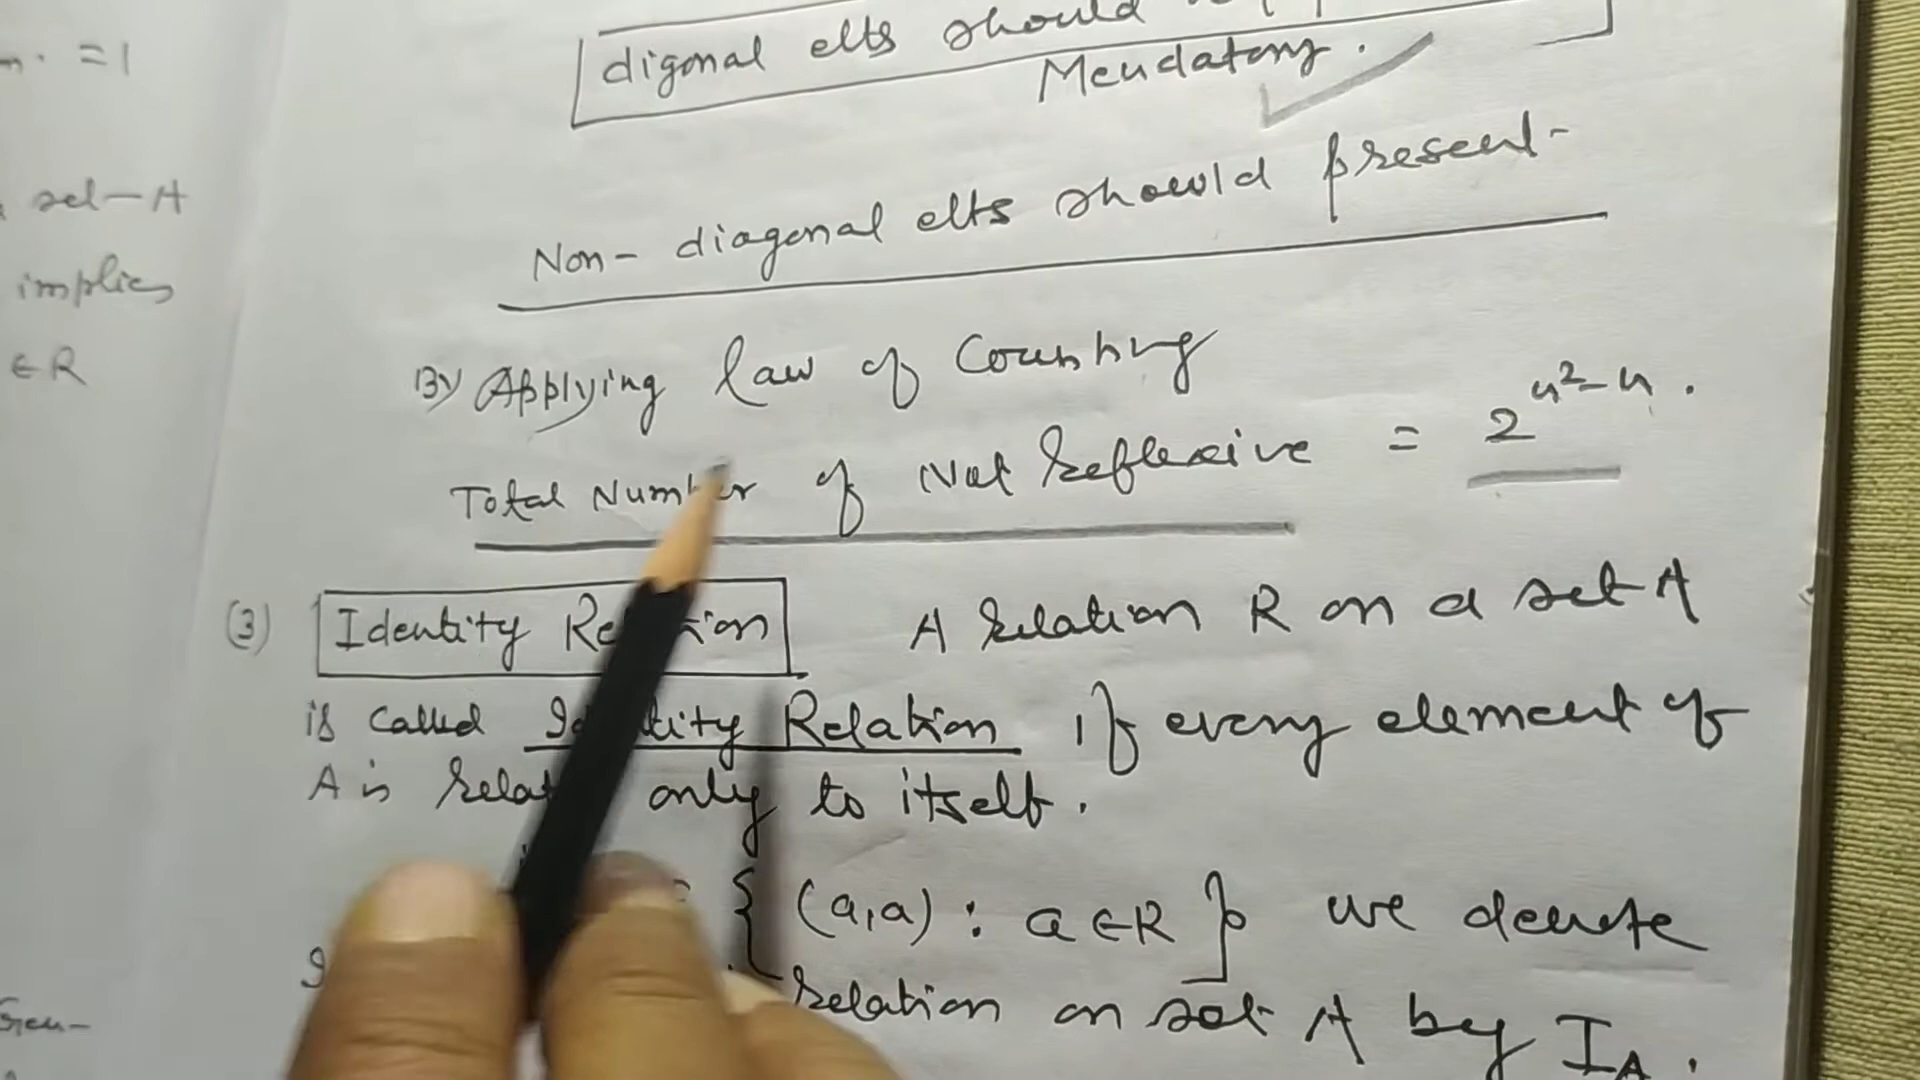 n. = 1
set-A
implies
∈ R
digonal elts should
Mendatory.
Non- diagonal elts should present-
By Applying law of Counting
Total Number of Not Reflexive = 2^n²-n.
(3) Identity Relation A Relation R on a set A
is called Identity Relation if every element of
A is Related only to itself.
{ (a,a) : a ∈ R } we denote
Relation on set A by I_A.
Gen-